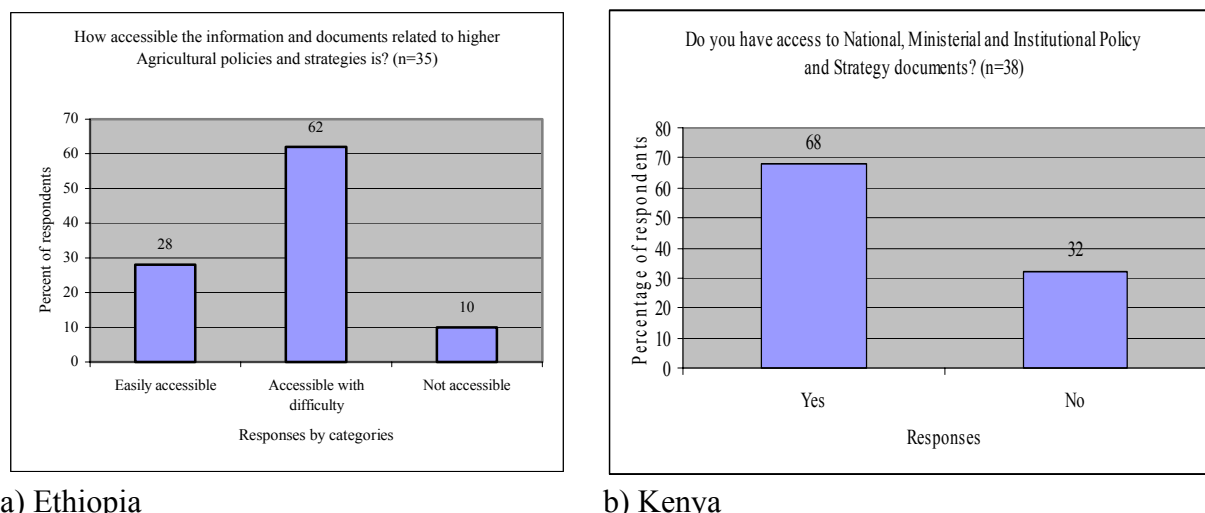 How accessible the information and documents related to higher
Agricultural policies and strategies is? (n=35)
70
60
50
40
30
20
10
0
Percent of respondents
28
62
10
Easily accessible
Accessible with
difficulty
Not accessible
Responses by categories
a) Ethiopia
Do you have access to National, Ministerial and Institutional Policy
and Strategy documents? (n=38)
80
70
60
50
40
30
20
10
0
Percentage of respondents
68
32
Yes
No
Responses
b) Kenya